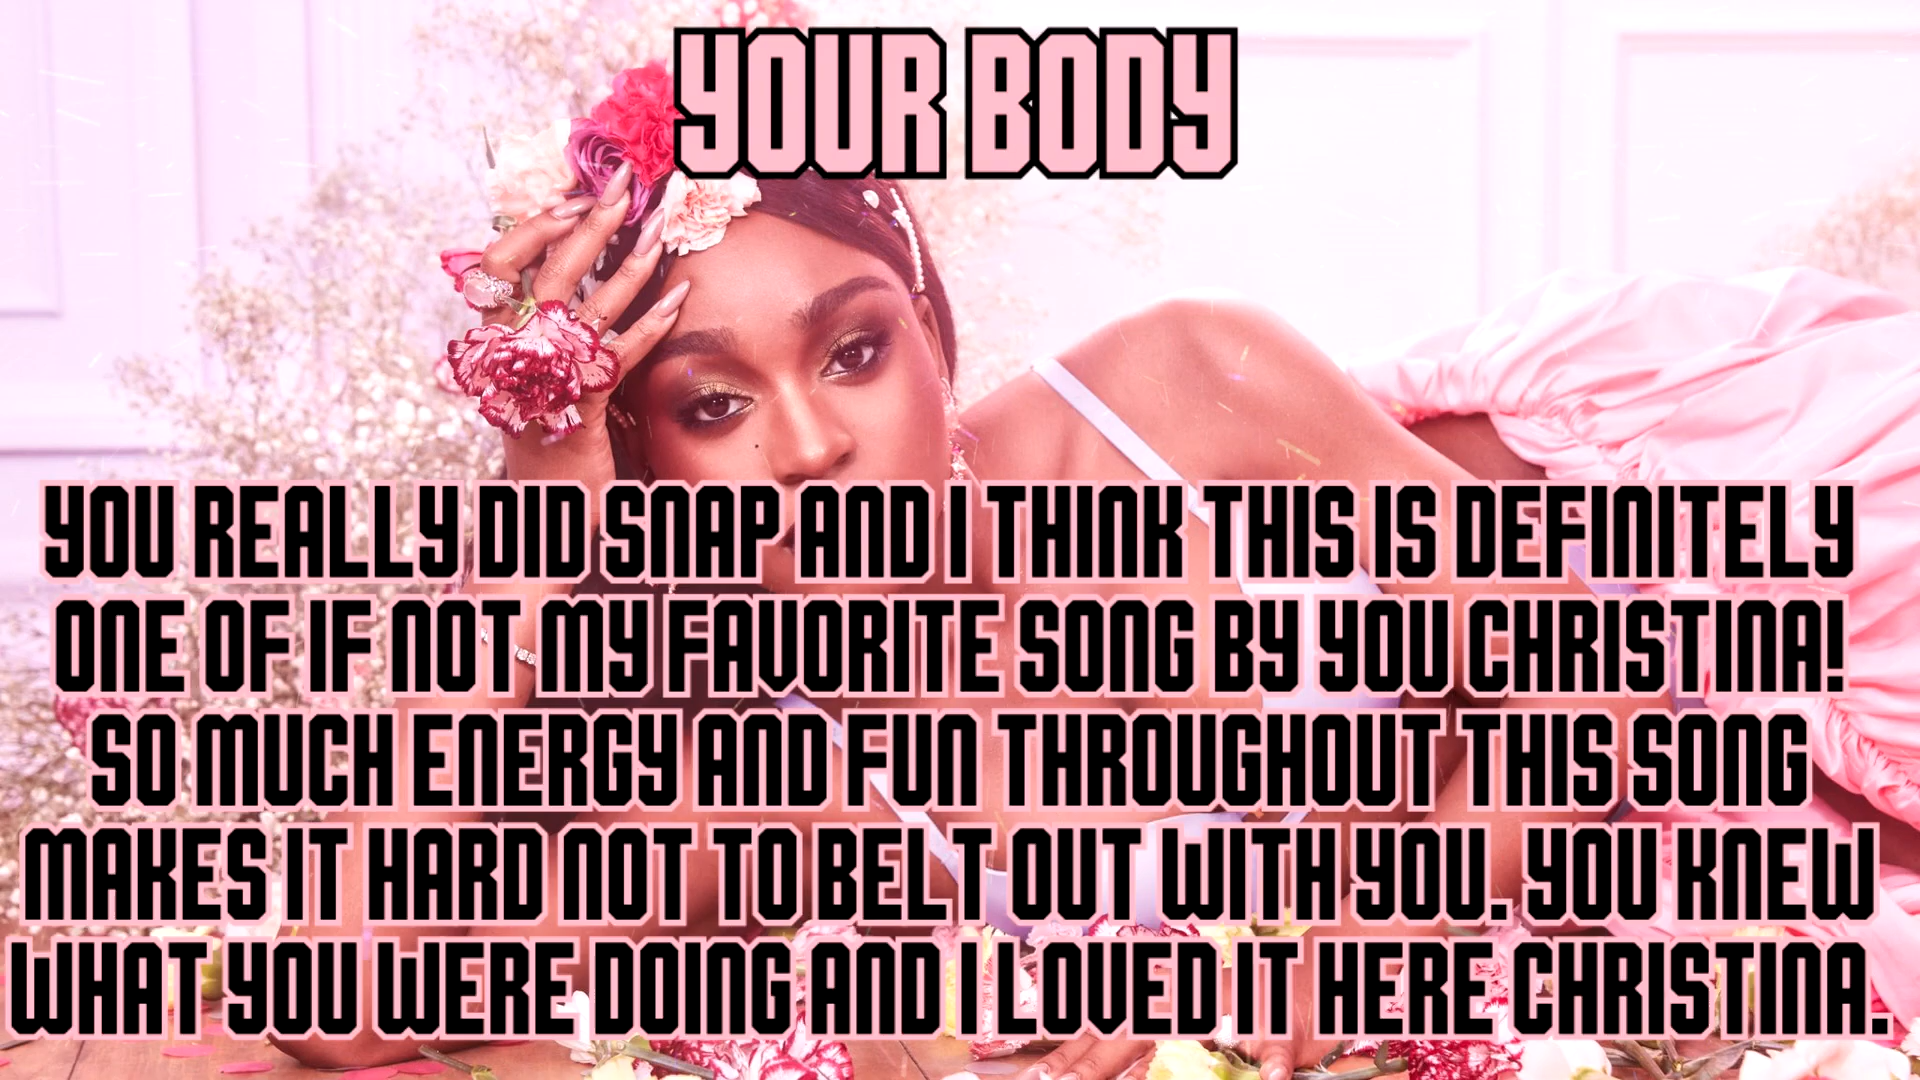 YOUR BODY
YOU REALLY DID SNAP AND I THINK THIS IS DEFINITELY
ONE OF IF NOT MY FAVORITE SONG BY YOU CHRISTINA!
SO MUCH ENERGY AND FUN THROUGHOUT THIS SONG
MAKES IT HARD NOT TO BELT OUT WITH YOU. YOU KNEW
WHAT YOU WERE DOING AND I LOVED IT HERE CHRISTINA.